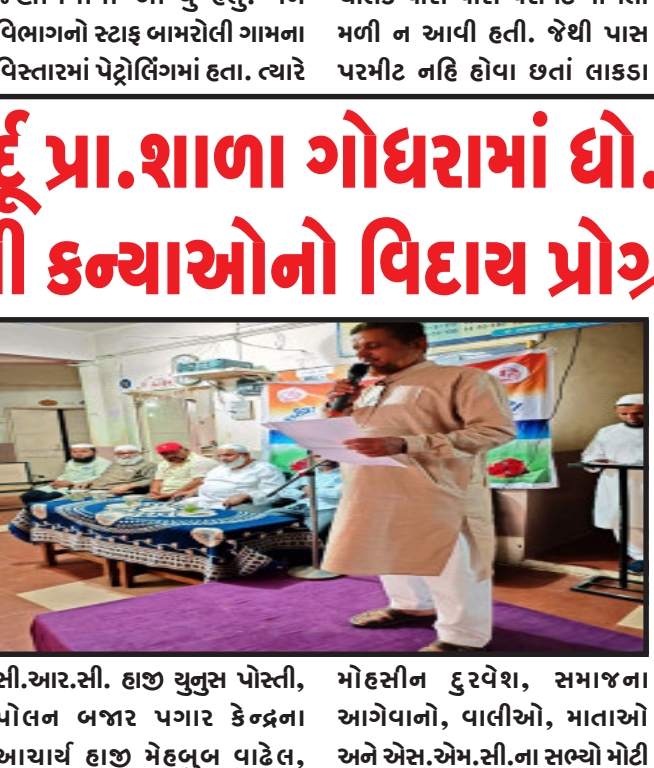 વિભાગનો સ્ટાફ બામરોલી ગામના
વિસ્તારમાં પેટ્રોલિંગમાં હતા. ત્યારે
મળી ન આવી હતી. જેથી પાસ
પરમીટ નહિ હોવા છતાં લાકડા
પ્રા.શાળા ગોધરામાં ધો.
કન્યાઓનો વિદાય
સી.આર.સી. હાજી યુનુસ પોસ્તી,
પોલન બજાર પગાર કેન્દ્રના
આચાર્ય હાજી મેહબુબ વાઢેલ,
મોહસીન દુરવેશ, સમાજના
આગેવાનો, વાલીઓ, માતાઓ
અને એસ.એમ.સી.ના સભ્યો મોટી